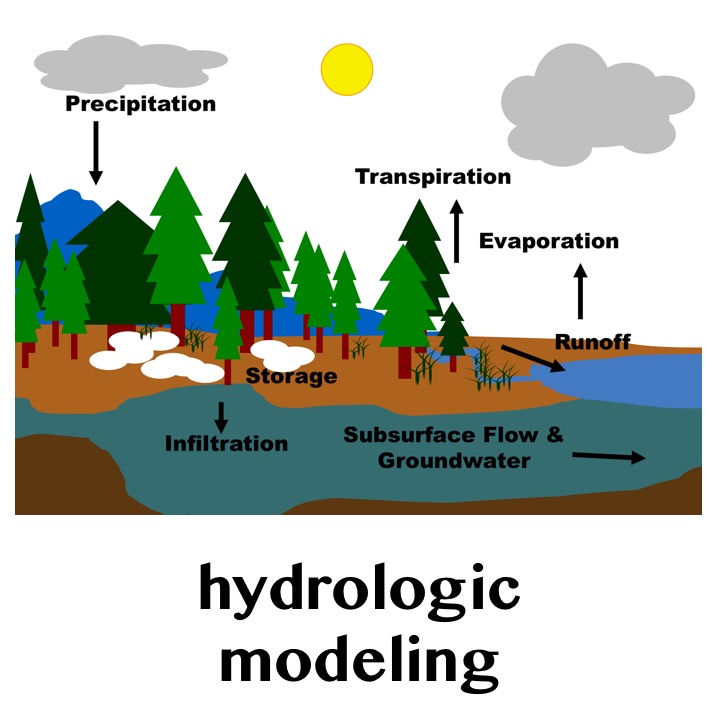 Precipitation
Transpiration
Evaporation
Runoff
Storage
Infiltration
Subsurface Flow &
Groundwater
hydrologic
modeling